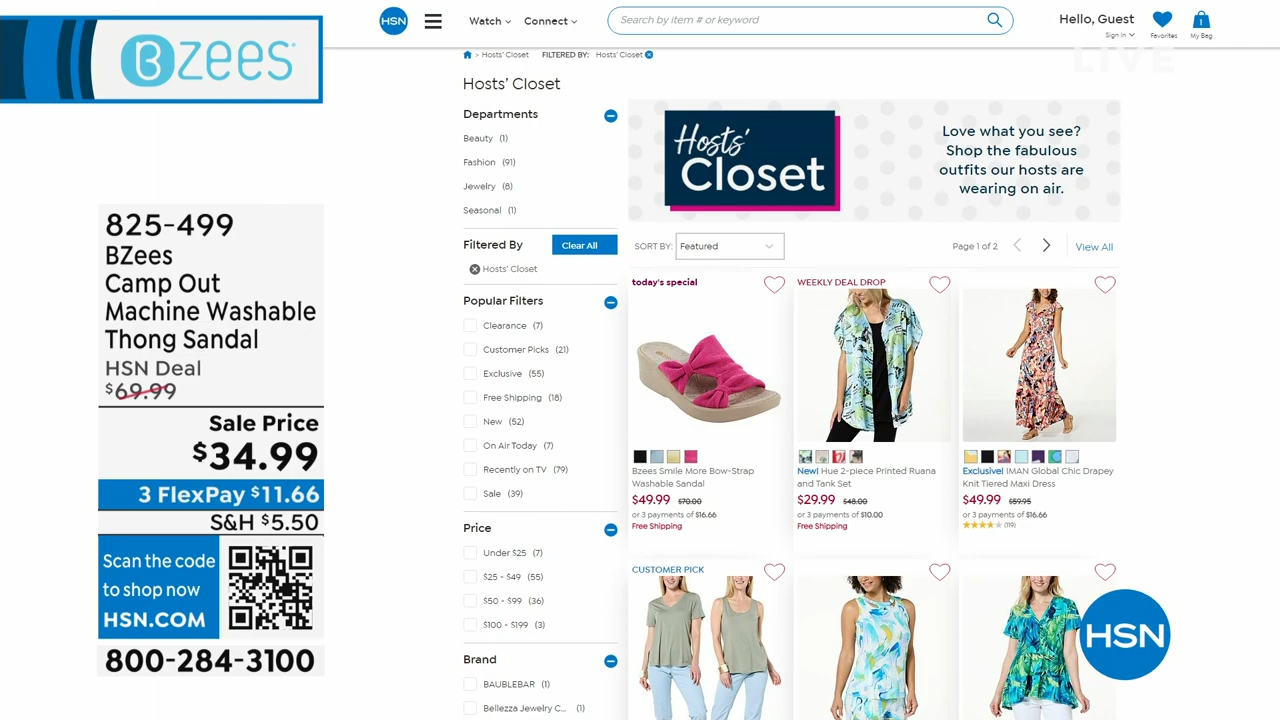 Bzees
825-499
BZees
Camp Out
Machine Washable
Thong Sandal
HSN Deal
$69.99
Sale Price
$34.99
3 FlexPay $11.66
S&H $5.50
Scan the code
to shop now
HSN.COM
800-284-3100
HSN
Watch
Connect
Search by item # or keyword
Hello, Guest
Sign In
Favorites
1
My Bag
LIVE
> Hosts' Closet FILTERED BY: Hosts' Closet
Hosts' Closet
Departments
Beauty (1)
Fashion (91)
Jewelry (8)
Seasonal (1)
Filtered By
Clear All
Hosts' Closet
Popular Filters
Clearance (7)
Customer Picks (21)
Exclusive (55)
Free Shipping (18)
New (52)
On Air Today (7)
Recently on TV (79)
Sale (39)
Price
Under $25 (7)
$25 - $49 (55)
$50 - $99 (36)
$100 - $199 (3)
Brand
BAUBLEBAR (1)
Bellezza Jewelry C... (1)
Hosts'
Closet
Love what you see?
Shop the fabulous
outfits our hosts are
wearing on air.
SORT BY: Featured
Page 1 of 2
View All
today's special
Bzees Smile More Bow-Strap
Washable Sandal
$49.99 $70.00
or 3 payments of $16.66
Free Shipping
WEEKLY DEAL DROP
New! Hue 2-piece Printed Ruana
and Tank Set
$29.99 $48.00
or 3 payments of $10.00
Free Shipping
Exclusive! IMAN Global Chic Drapey
Knit Tiered Maxi Dress
$49.99 $59.95
or 3 payments of $16.66
(119)
CUSTOMER PICK
HSN